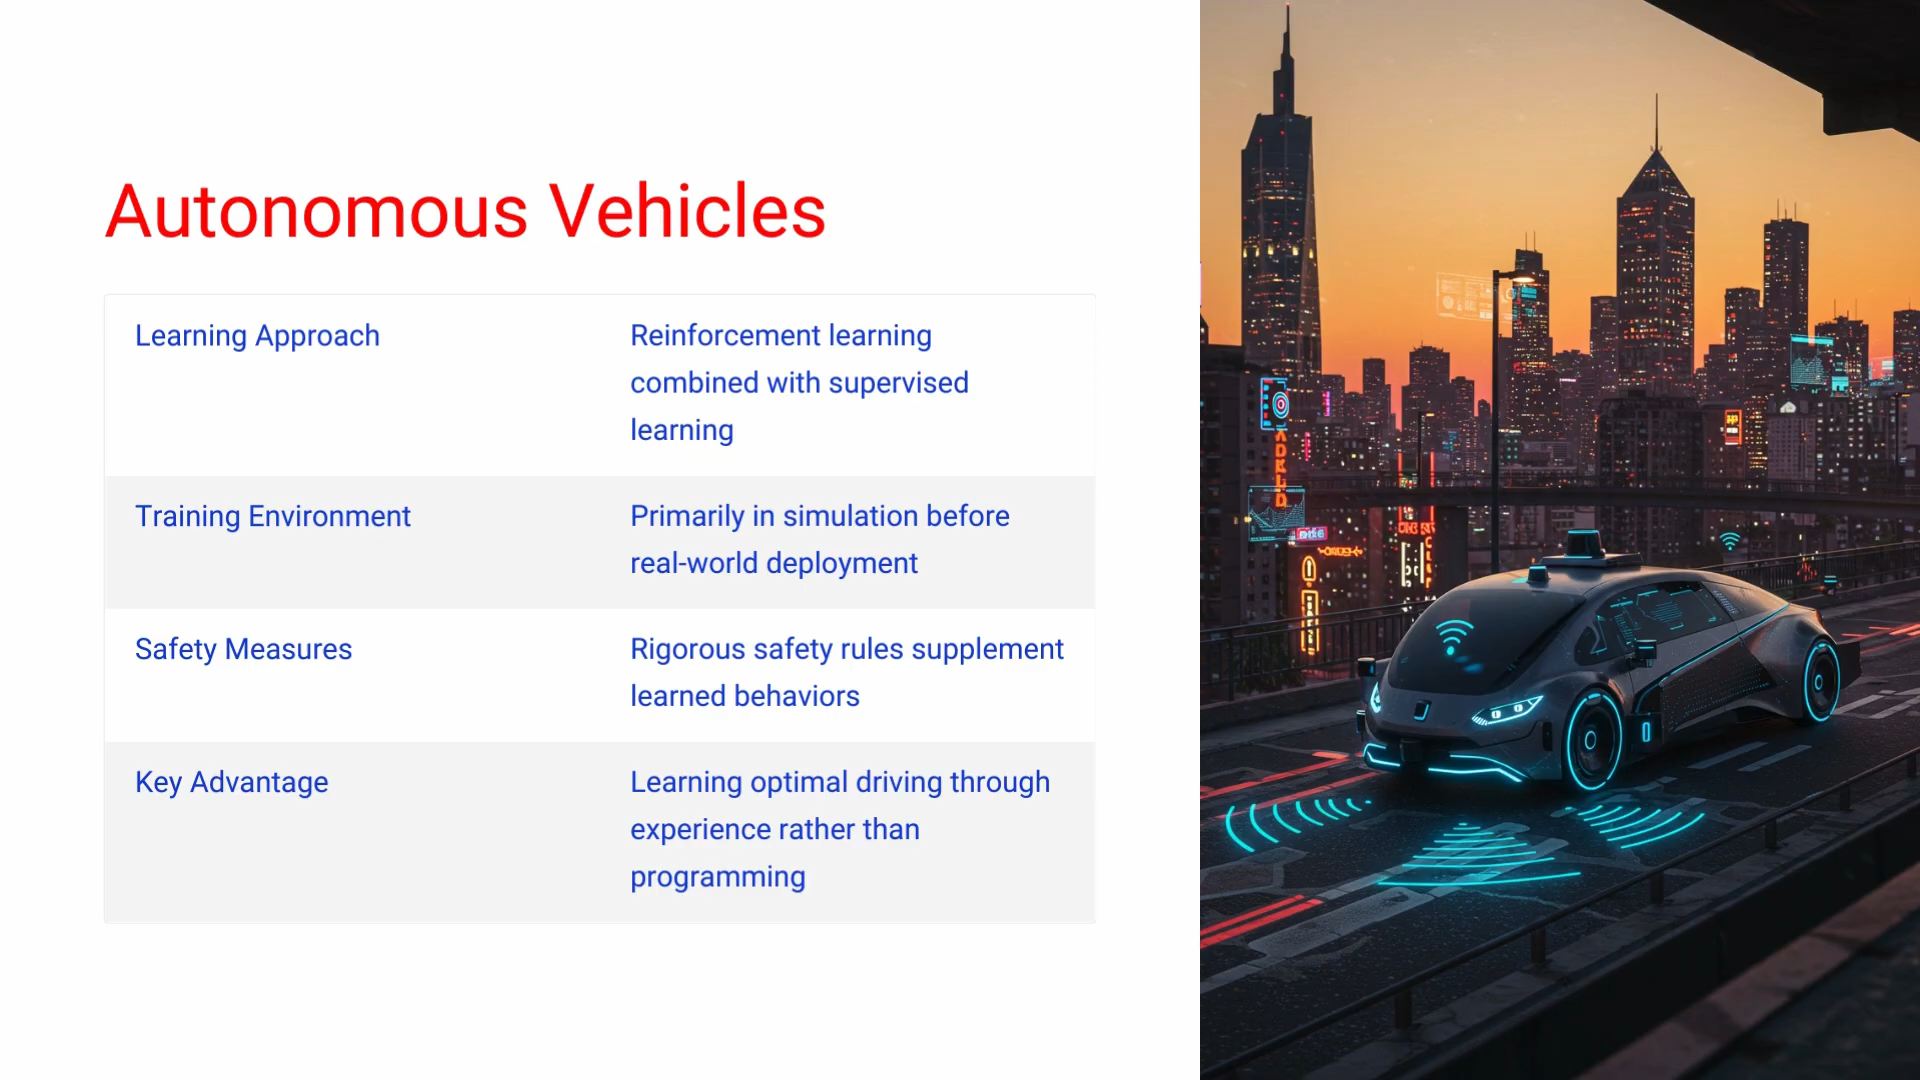 Autonomous Vehicles
Learning Approach
Reinforcement learning
combined with supervised
learning
Training Environment
Primarily in simulation before
real-world deployment
Safety Measures
Rigorous safety rules supplement
learned behaviors
Key Advantage
Learning optimal driving through
experience rather than
programming